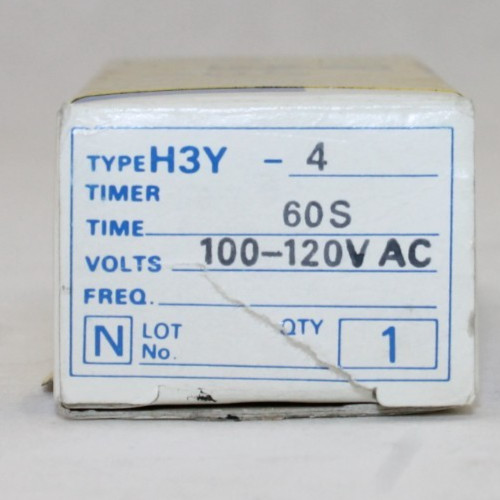 TYPE H3Y - 4
TIMER
TIME 60S
VOLTS 100-120V AC
FREQ.
N LOT No. QTY 1